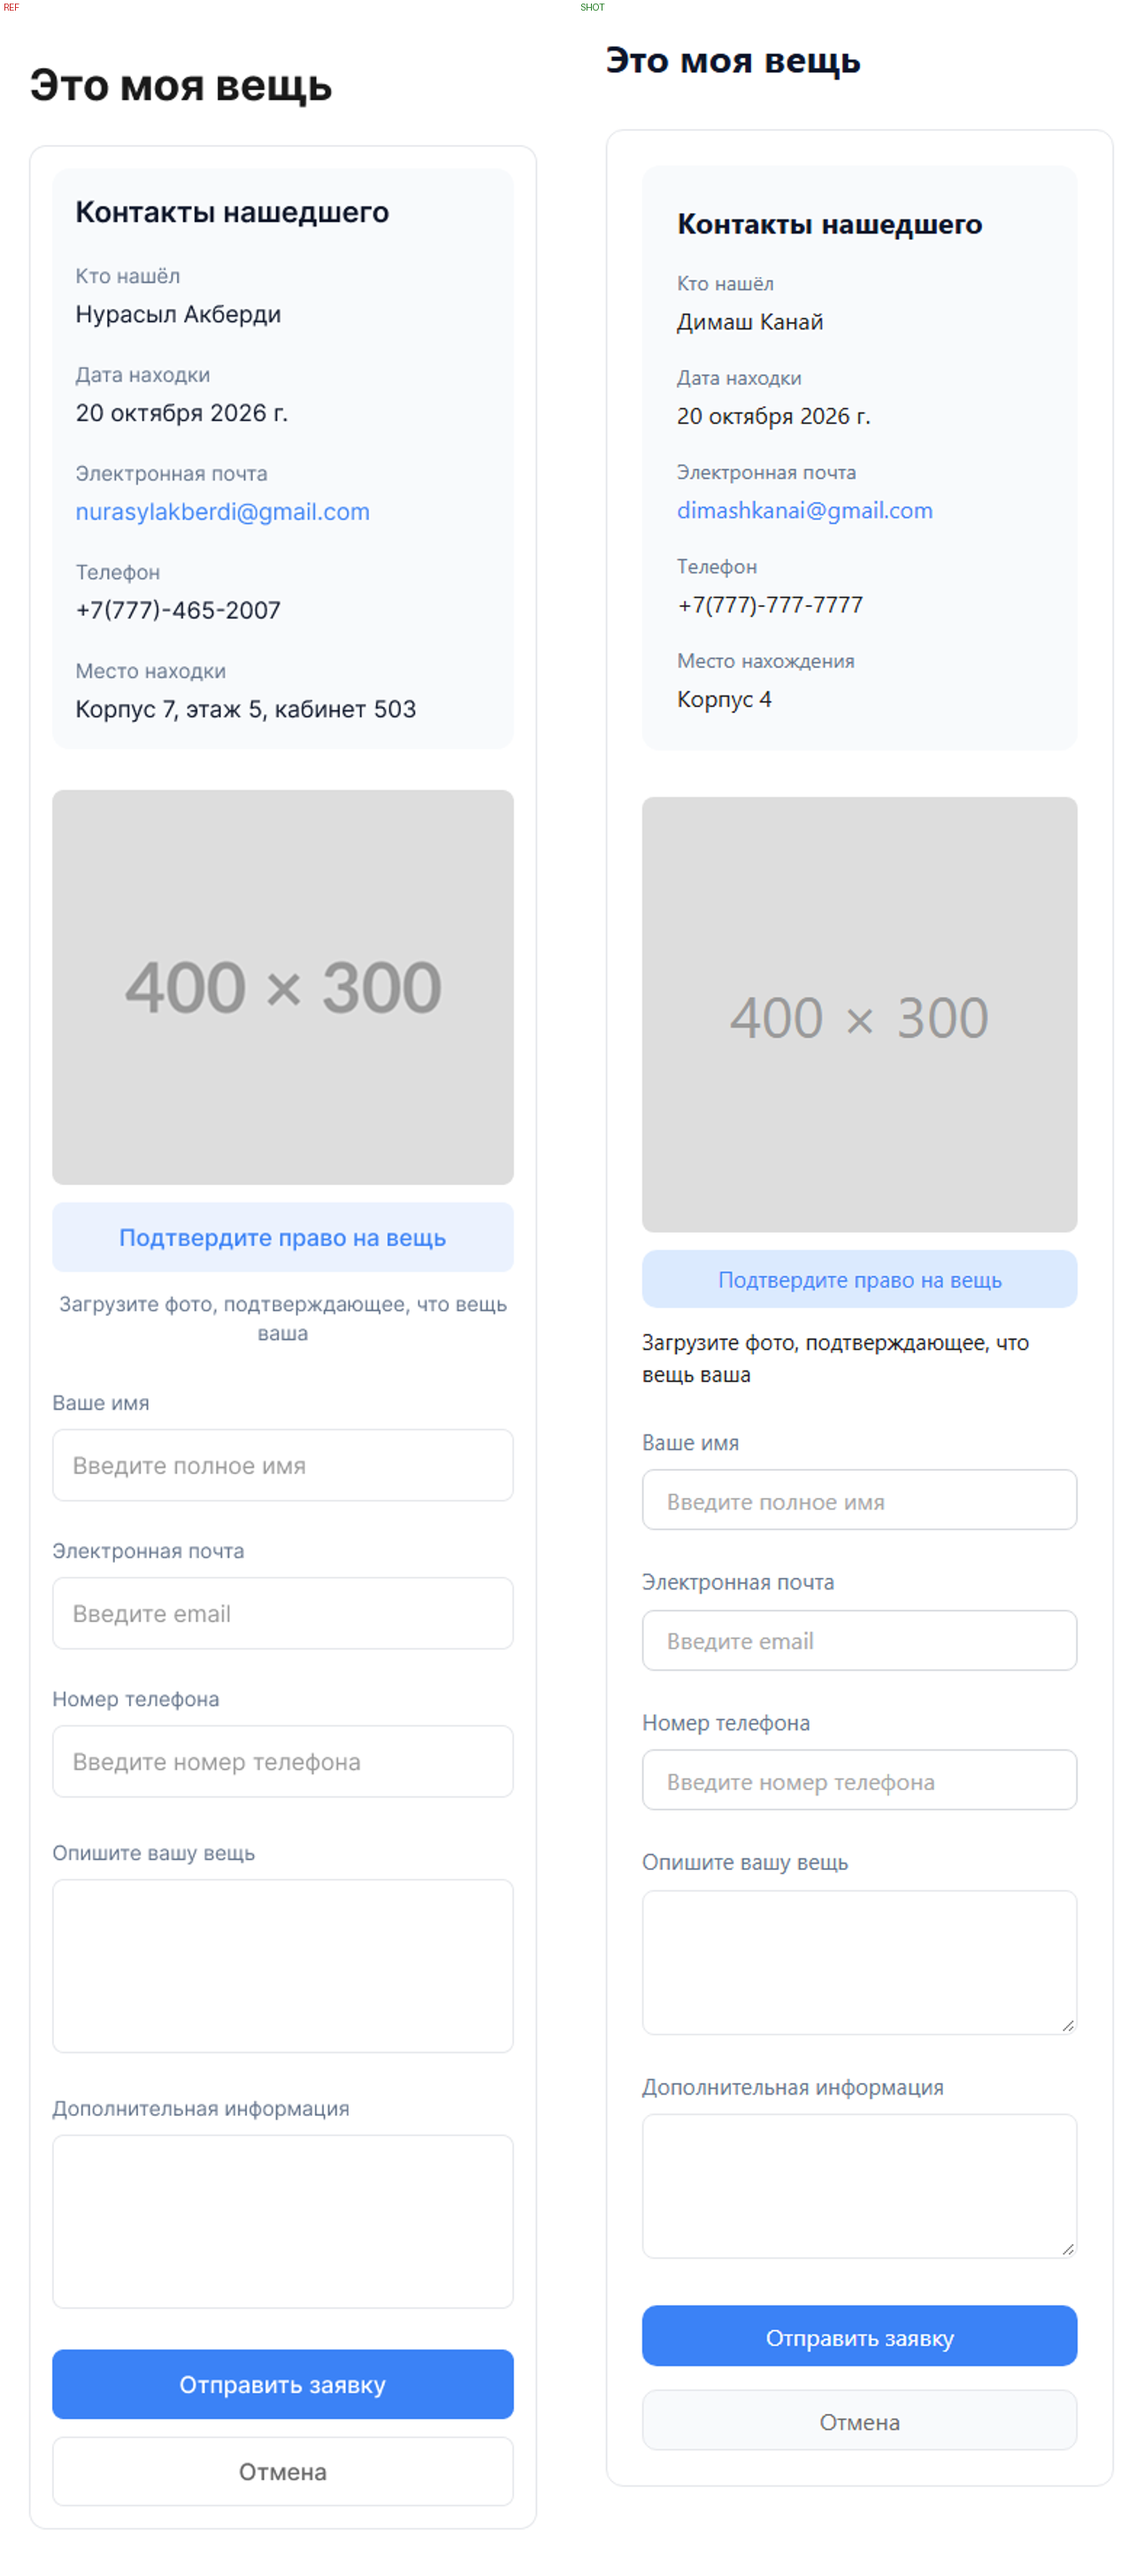 REF
Это моя вещь
Контакты нашедшего
Кто нашёл
Нурасыл Акберди
Дата находки
20 октября 2026 г.
Электронная почта
nurasylakberdi@gmail.com
Телефон
+7(777)-465-2007
Место находки
Корпус 7, этаж 5, кабинет 503
400 × 300
Подтвердите право на вещь
Загрузите фото, подтверждающее, что вещь
ваша
Ваше имя
Введите полное имя
Электронная почта
Введите email
Номер телефона
Введите номер телефона
Опишите вашу вещь
Дополнительная информация
Отправить заявку
Отмена
SHOT
Это моя вещь
Контакты нашедшего
Кто нашёл
Димаш Канай
Дата находки
20 октября 2026 г.
Электронная почта
dimashkanai@gmail.com
Телефон
+7(777)-777-7777
Место нахождения
Корпус 4
400 × 300
Подтвердите право на вещь
Загрузите фото, подтверждающее, что
вещь ваша
Ваше имя
Введите полное имя
Электронная почта
Введите email
Номер телефона
Введите номер телефона
Опишите вашу вещь
Дополнительная информация
Отправить заявку
Отмена